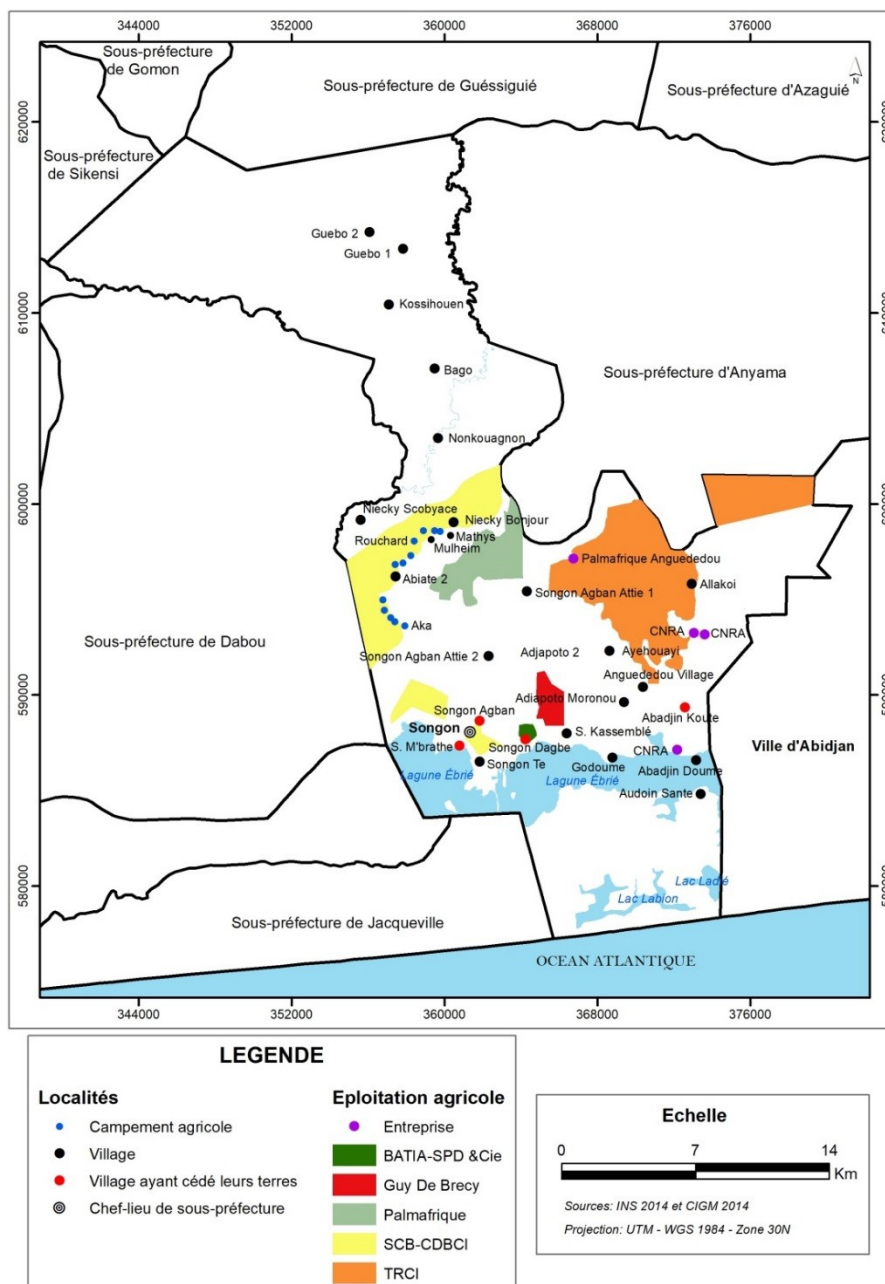 344000
352000
360000
368000
376000
Sous-préfecture
de Gomon
Sous-préfecture de Guéssiguié
Sous-préfecture d'Azaguié
N
620000
620000
Sous-préfecture
de Sikensi
Guebo 2
Guebo 1
610000
610000
Kossihouen
Bago
Sous-préfecture d'Anyama
Nonkouagnon
600000
600000
Niecky Scobyace
Niecky Bonjour
Rouchard
Mathys
Mulheim
Palmafrique Anguededou
Abiate 2
Songon Agban Attie 1
Allakoi
Aka
CNRA
CNRA
Sous-préfecture de Dabou
Songon Agban Attie 2
Adjapoto 2
Ayehouayi
Anguededou Village
590000
590000
Songon Agban
Adiapoto Moronou
Abadjin Koute
Songon
S. Kassemblé
Ville d'Abidjan
S. M'brathe
Songon Dagbe
CNRA
Songon Te
Godoume
Abadjin Doume
Lagune Ébrié
Lagune Ébrié
Audoin Sante
580000
580000
Lac Ladié
Lac Labion
Sous-préfecture de Jacqueville
OCEAN ATLANTIQUE
344000
352000
360000
368000
376000
LEGENDE
Localités
Campement agricole
Village
Village ayant cédé leurs terres
Chef-lieu de sous-préfecture
Eploitation agricole
Entreprise
BATIA-SPD &Cie
Guy De Brecy
Palmafrique
SCB-CDBCI
TRCI
Echelle
0
7
14
Km
Sources: INS 2014 et CIGM 2014
Projection: UTM - WGS 1984 - Zone 30N